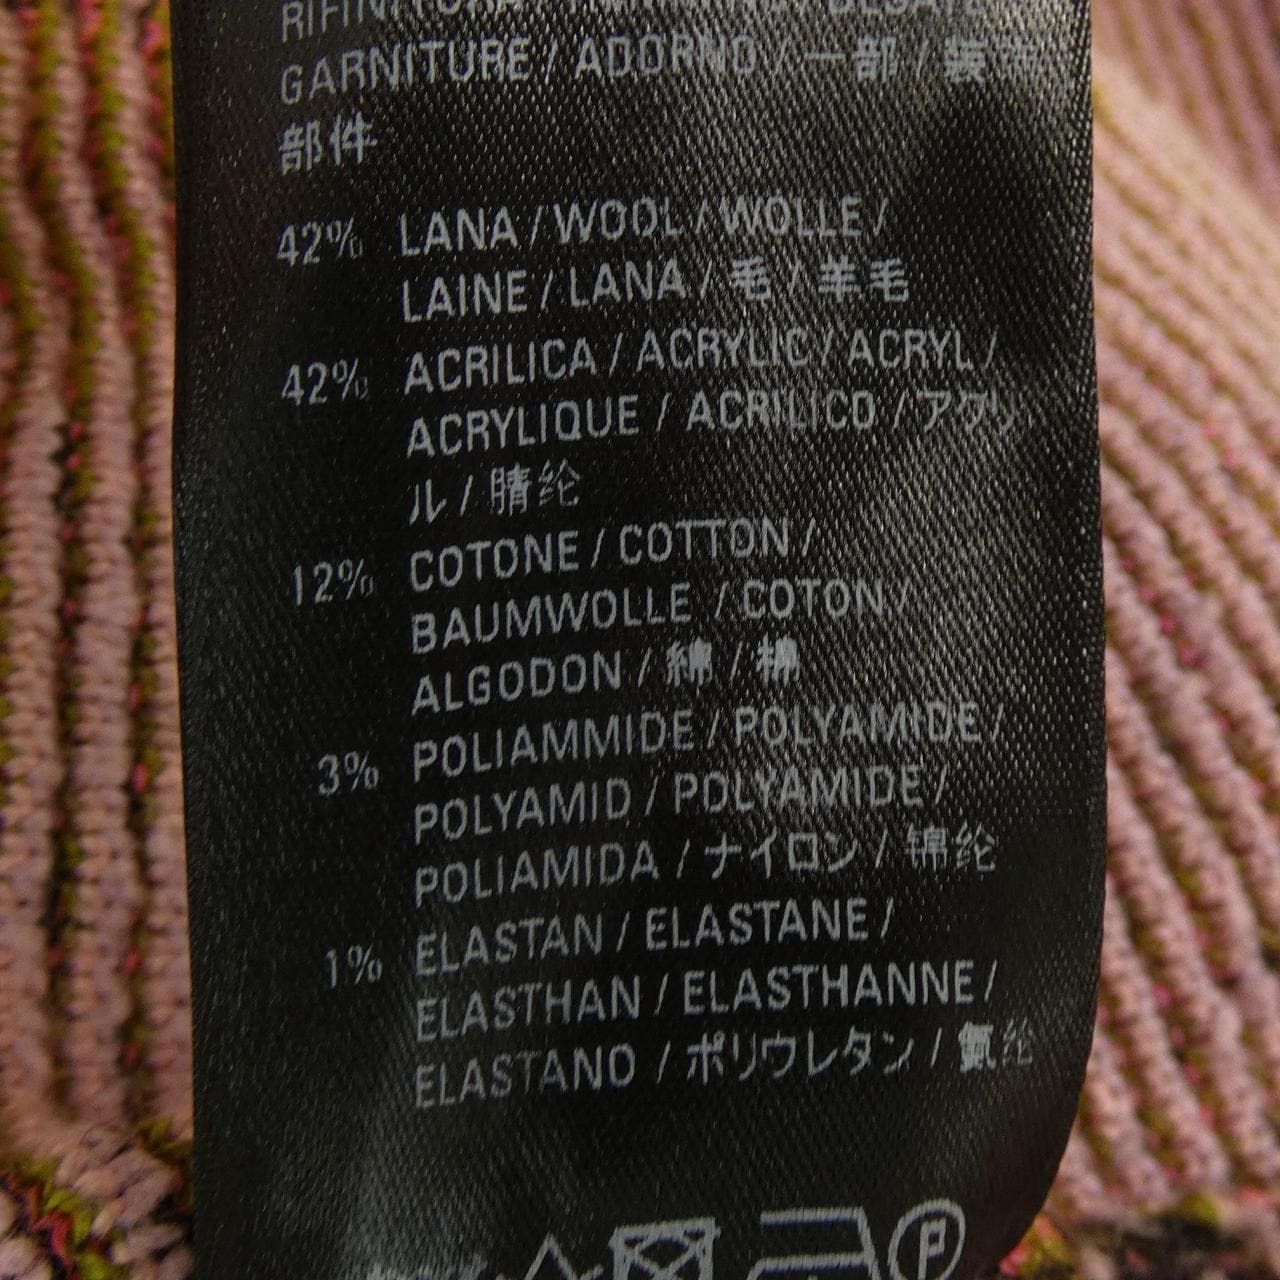 GARNITURE / ADORNO / 一部 / 装饰
部件
42% LANA / WOOL / WOLLE /
LAINE / LANA / 毛 / 羊毛
42% ACRILICA / ACRYLIC / ACRYL /
ACRYLIQUE / ACRILICO / アクリ
ル / 腈纶
12% COTONE / COTTON /
BAUMWOLLE / COTON /
ALGODON / 綿 / 棉
3% POLIAMMIDE / POLYAMIDE /
POLYAMID / POLYAMIDE /
POLIAMIDA / ナイロン / 锦纶
1% ELASTAN / ELASTANE /
ELASTHAN / ELASTHANNE /
ELASTANO / ポリウレタン / 氨纶
P